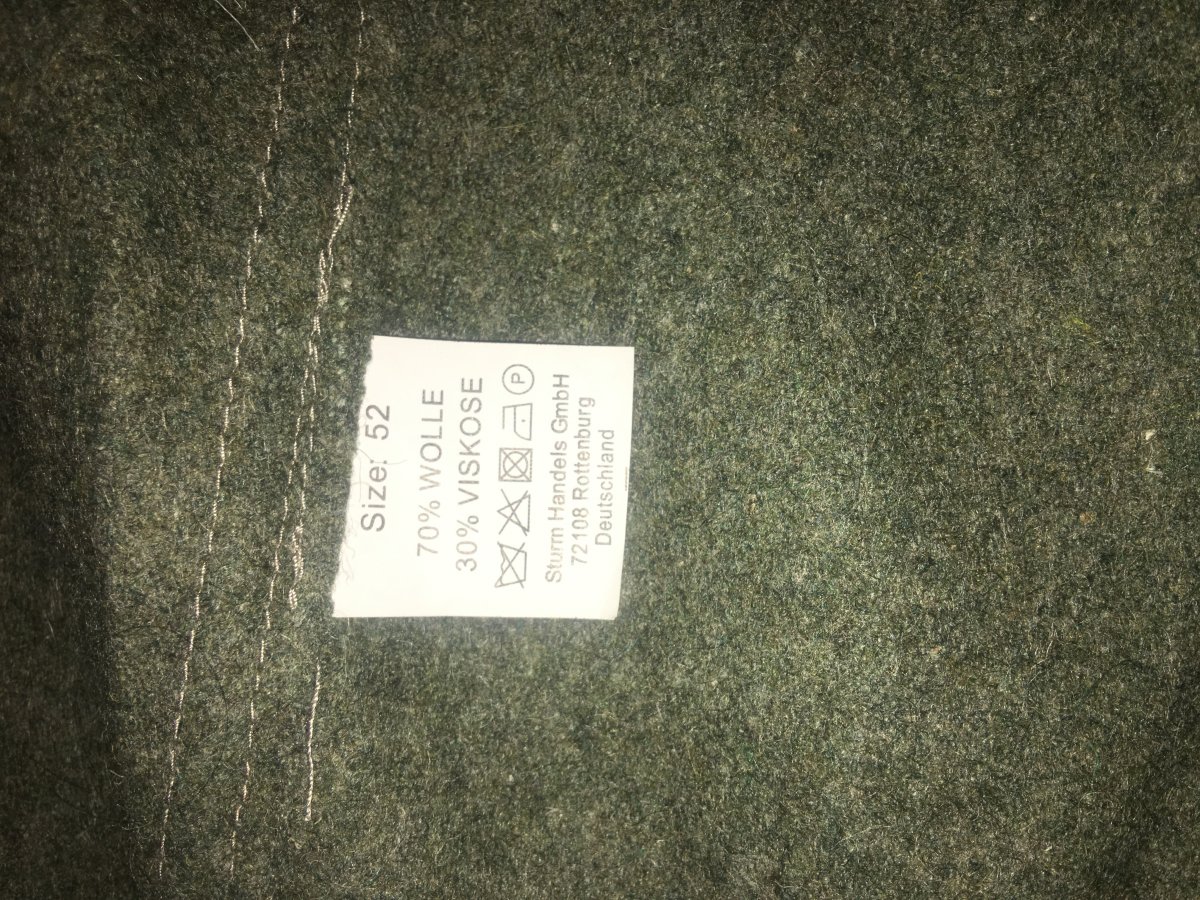 Size: 52
70% WOLLE
30% VISKOSE
P
Sturm Handels GmbH
72108 Rottenburg
Deutschland